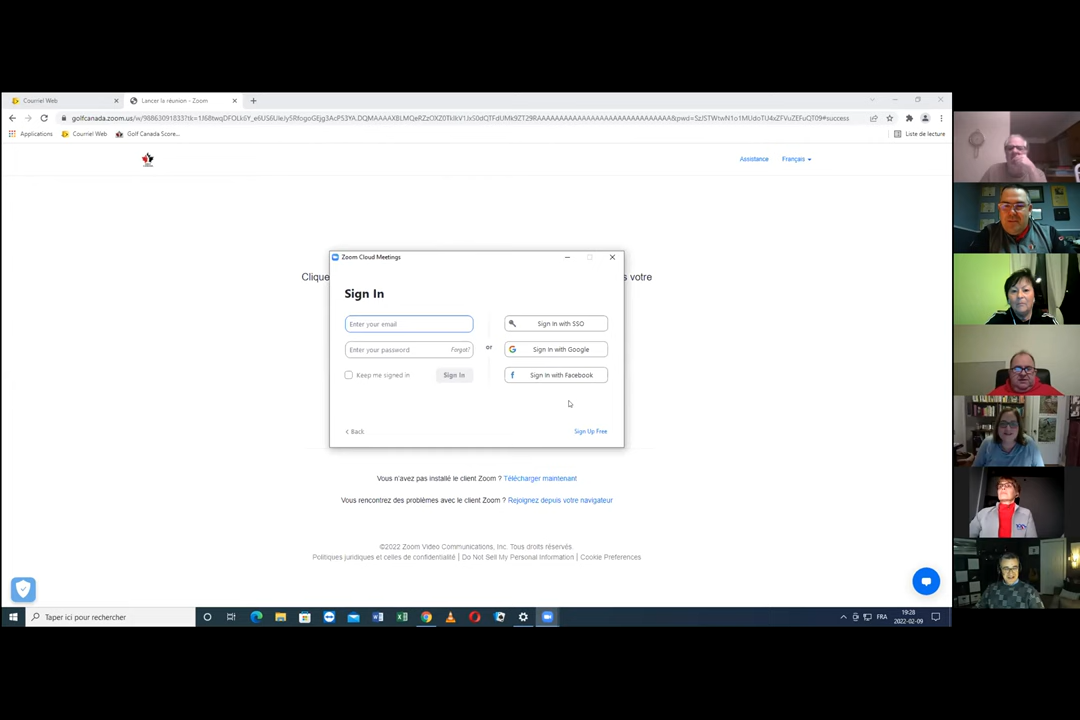 Courriel Web
Lancer la réunion - Zoom
Applications
Courriel Web
Golf Canada Score...
Liste de lecture
Assistance
Français
Clique
s votre
Zoom Cloud Meetings
Sign In
Enter your email
Enter your password
Forgot?
Keep me signed in
Sign In
or
Sign In with SSO
Sign In with Google
Sign In with Facebook
Back
Sign Up Free
Vous n'avez pas installé le client Zoom ? Télécharger maintenant
Vous rencontrez des problèmes avec le client Zoom ? Rejoignez depuis votre navigateur
©2022 Zoom Video Communications, Inc. Tous droits réservés.
Politiques juridiques et celles de confidentialité | Do Not Sell My Personal Information | Cookie Preferences
Taper ici pour rechercher
FRA
19:28
2022-02-09